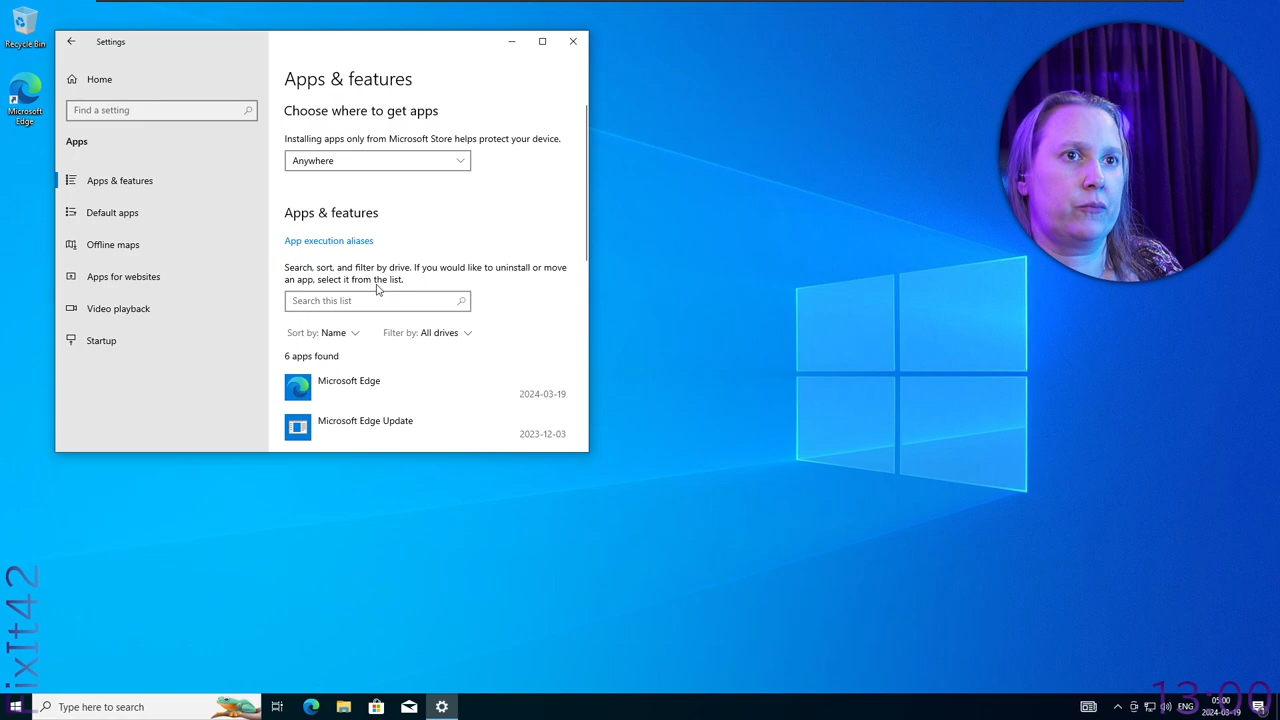 Recycle Bin
Microsoft
Edge
Settings
Home
Find a setting
Apps
Apps & features
Default apps
Offline maps
Apps for websites
Video playback
Startup
Apps & features
Choose where to get apps
Installing apps only from Microsoft Store helps protect your device.
Anywhere
Apps & features
App execution aliases
Search, sort, and filter by drive. If you would like to uninstall or move
an app, select it from the list.
Search this list
Sort by: Name
Filter by: All drives
6 apps found
Microsoft Edge
2024-03-19
Microsoft Edge Update
2023-12-03
FixIt42
Type here to search
ENG
05:00
2024-03-19
13:00